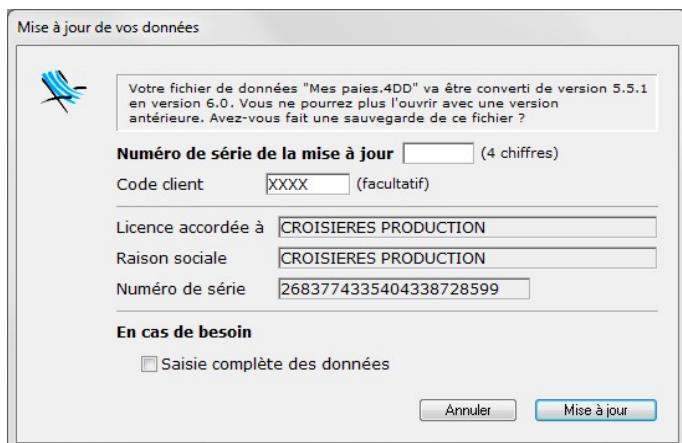 Mise à jour de vos données
Votre fichier de données "Mes paies.4DD" va être converti de version 5.5.1
en version 6.0. Vous ne pourrez plus l'ouvrir avec une version
antérieure. Avez-vous fait une sauvegarde de ce fichier ?
Numéro de série de la mise à jour (4 chiffres)
Code client XXXX (facultatif)
Licence accordée à CROISIERES PRODUCTION
Raison sociale CROISIERES PRODUCTION
Numéro de série 2683774335404338728599
En cas de besoin
Saisie complète des données
Annuler Mise à jour